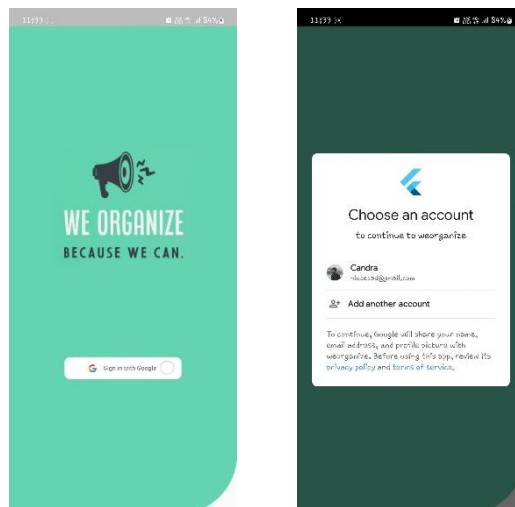 11:33
84%
WE ORGANIZE
BECAUSE WE CAN.
Sign in with Google
11:33
84%
Choose an account
to continue to weorganize
Candra
Add another account
To continue, Google will share your name,
email address, and profile picture with
weorganize. Before using this app, review its
privacy policy and terms of service.